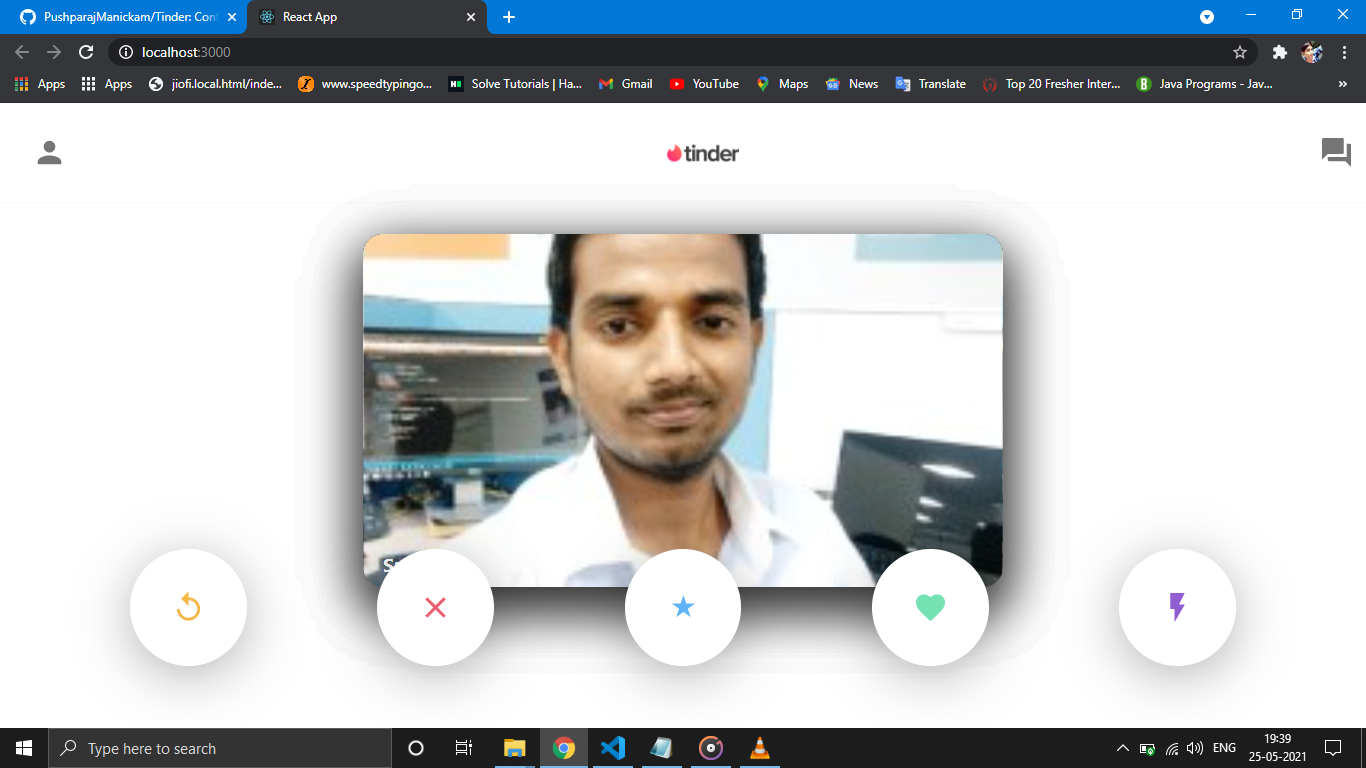 PushparajManickam/Tinder: Cont
React App
localhost:3000
Apps
Apps
jiofi.local.html/inde...
www.speedtypingo...
Solve Tutorials | Ha...
Gmail
YouTube
Maps
News
Translate
Top 20 Fresher Inter...
Java Programs - Jav...
tinder
Type here to search
ENG
19:39
25-05-2021